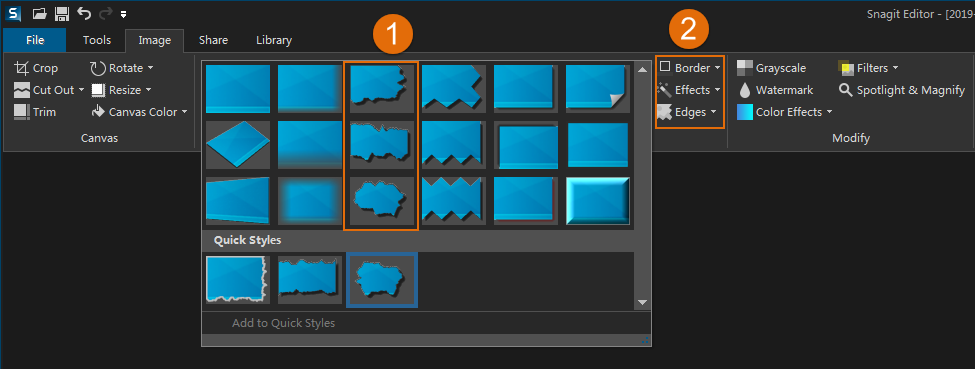 S Snagit Editor - [2019-
File Tools Image Share Library
1
2
Crop Rotate
Cut Out Resize
Trim Canvas Color
Canvas
Border
Effects
Edges
Grayscale Filters
Watermark Spotlight & Magnify
Color Effects
Modify
Quick Styles
Add to Quick Styles